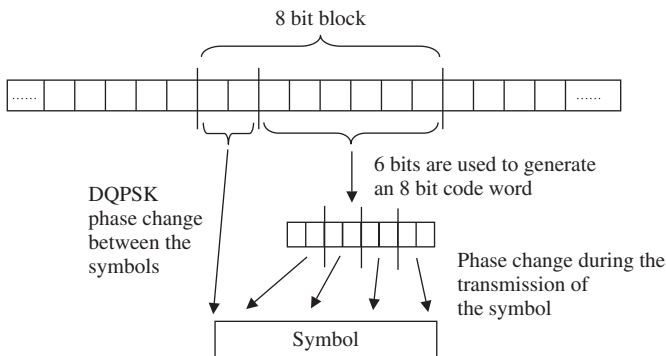 8 bit block
...... ......
6 bits are used to generate
an 8 bit code word
DQPSK
phase change
between the
symbols
Phase change during the
transmission of
the symbol
Symbol